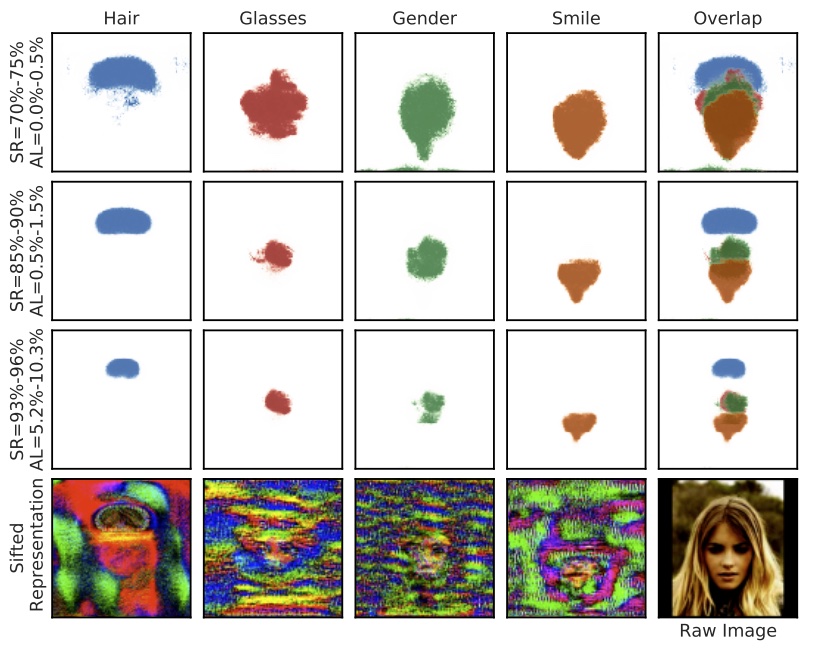 Hair Glasses Gender Smile Overlap
SR=70%-75%
AL=0.0%-0.5%
SR=85%-90%
AL=0.5%-1.5%
SR=93%-96%
AL=5.2%-10.3%
Sifted
Representation
Raw Image